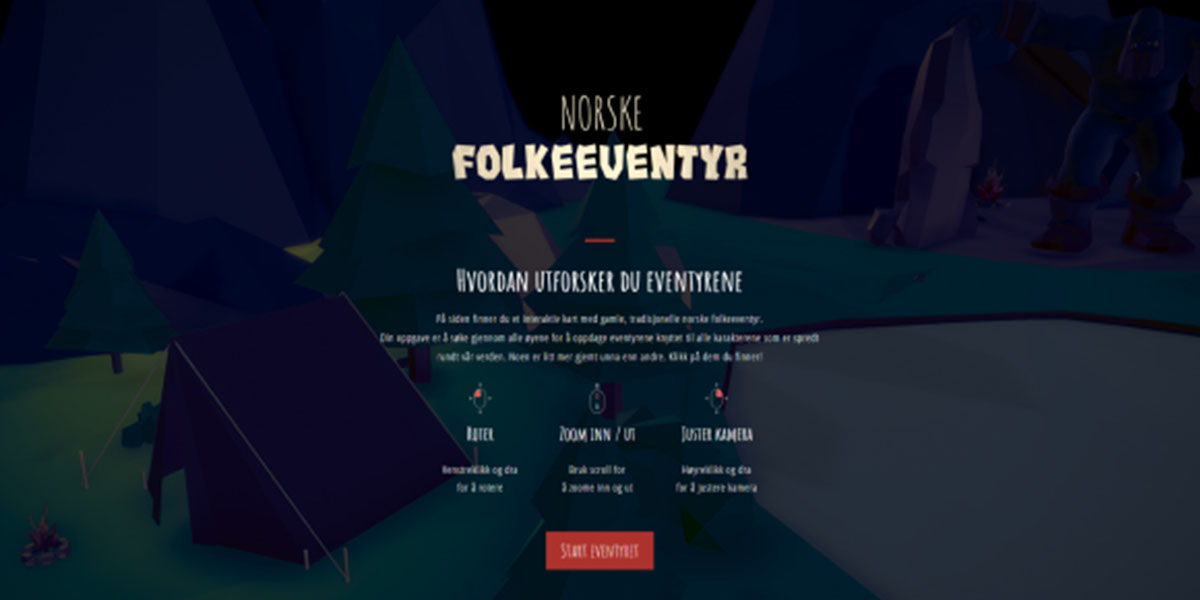 NORSKE
FOLKEEVENTYR
HVORDAN UTFORSKER DU EVENTYRENE
På siden finner du et interaktiv kart med gamle, tradisjonelle norske folkeeventyr.
Din oppgave er å søke gjennom alle øyene for å oppdage eventyrene knyttet til alle karakterene som er spredt
rundt vår verden. Noen er litt mer gjemt unna enn andre. Klikk på dem du finner!
ROTER
ZOOM INN / UT
JUSTER KAMERA
Venstreklikk og dra
for å rotere
Bruk scroll for
å zoome inn og ut
Høyreklikk og dra
for å justere kamera
START EVENTYRET